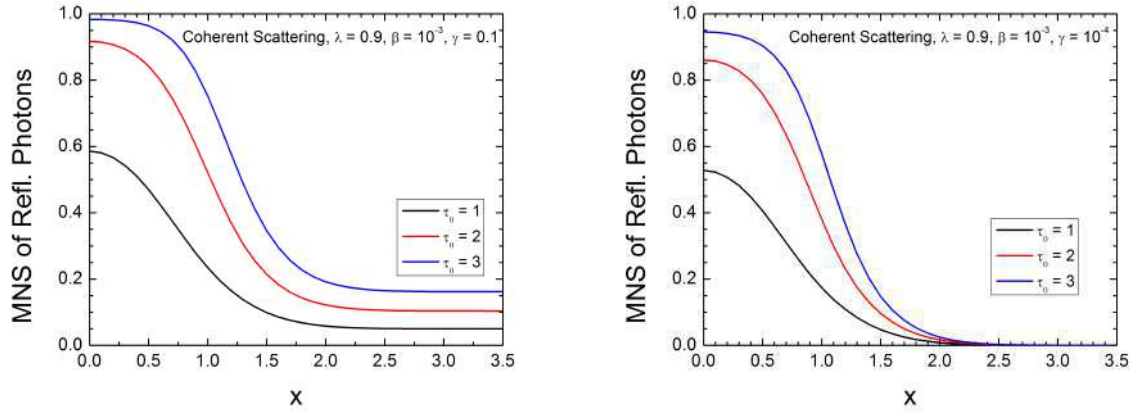 Coherent Scattering, λ = 0.9, β = 10⁻³, γ = 0.1
MNS of Refl. Photons
1.0
0.8
0.6
0.4
0.2
0.0
τ₀ = 1
τ₀ = 2
τ₀ = 3
0.0 0.5 1.0 1.5 2.0 2.5 3.0 3.5
x
Coherent Scattering, λ = 0.9, β = 10⁻³, γ = 10⁻⁴
MNS of Refl. Photons
1.0
0.8
0.6
0.4
0.2
0.0
τ₀ = 1
τ₀ = 2
τ₀ = 3
0.0 0.5 1.0 1.5 2.0 2.5 3.0 3.5
x